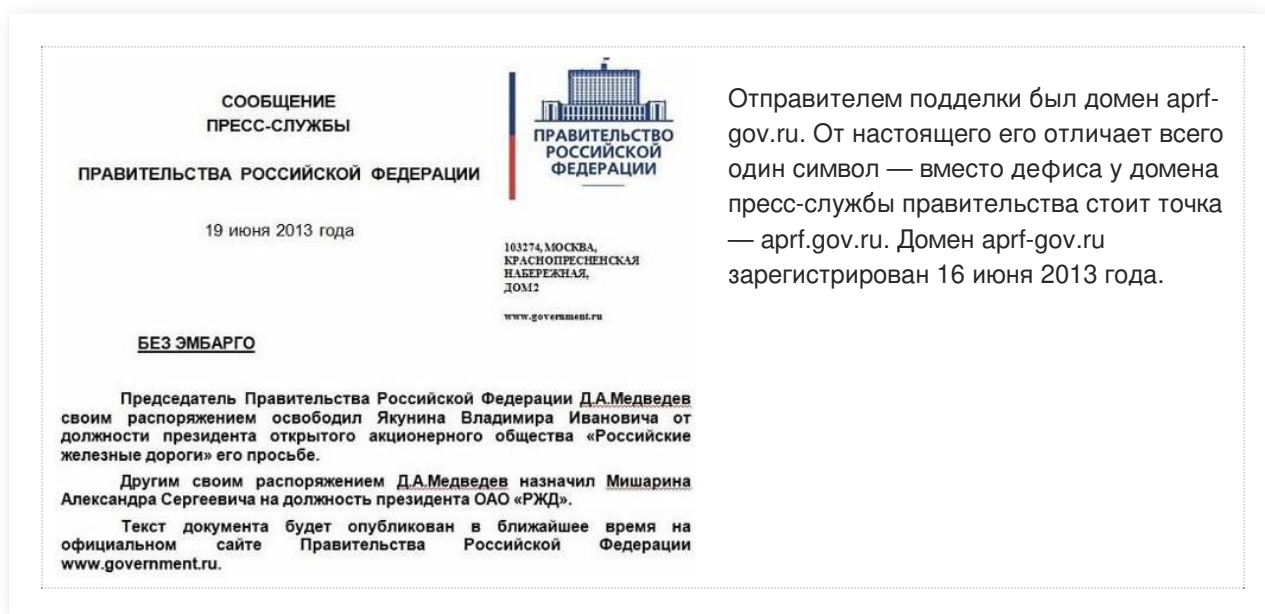 СООБЩЕНИЕ
ПРЕСС-СЛУЖБЫ
ПРАВИТЕЛЬСТВА РОССИЙСКОЙ ФЕДЕРАЦИИ
19 июня 2013 года
ПРАВИТЕЛЬСТВО
РОССИЙСКОЙ
ФЕДЕРАЦИИ
103274, МОСКВА,
КРАСНОПРЕСНЕНСКАЯ
НАБЕРЕЖНАЯ,
ДОМ2
www.government.ru
БЕЗ ЭМБАРГО
Председатель Правительства Российской Федерации Д.А.Медведев
своим распоряжением освободил Якунина Владимира Ивановича от
должности президента открытого акционерного общества «Российские
железные дороги» его просьбе.
Другим своим распоряжением Д.А.Медведев назначил Мишарина
Александра Сергеевича на должность президента ОАО «РЖД».
Текст документа будет опубликован в ближайшее время на
официальном сайте Правительства Российской Федерации
www.government.ru.
Отправителем подделки был домен aprf-
gov.ru. От настоящего его отличает всего
один символ — вместо дефиса у домена
пресс-службы правительства стоит точка
— aprf.gov.ru. Домен aprf-gov.ru
зарегистрирован 16 июня 2013 года.